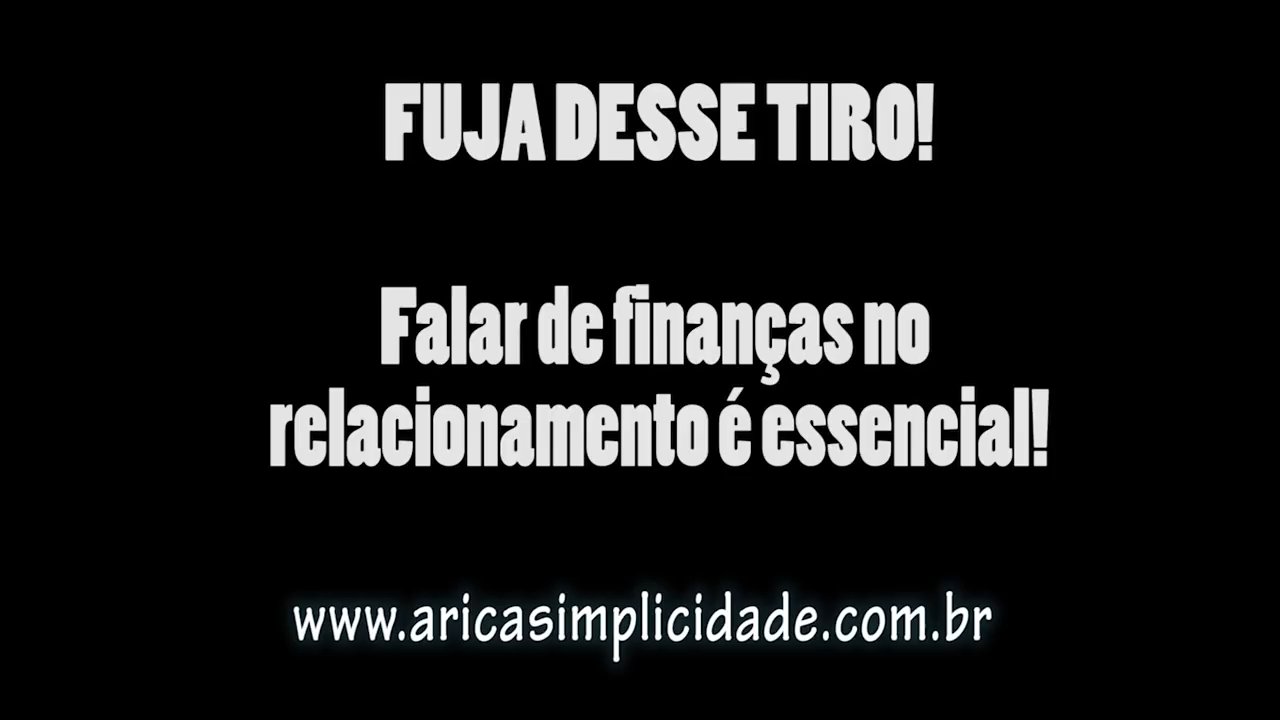 FUJA DESSE TIRO!
Falar de finanças no
relacionamento é essencial!
www.aricasimplicidade.com.br